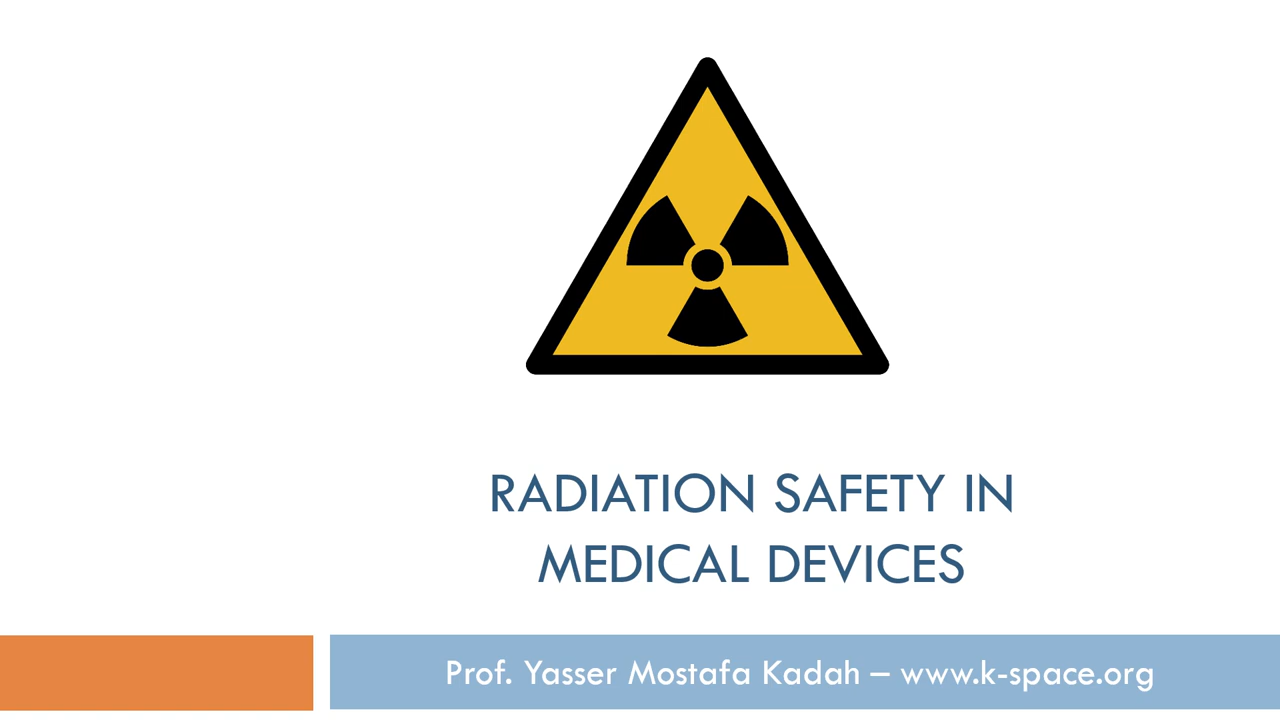 RADIATION SAFETY IN
MEDICAL DEVICES
Prof. Yasser Mostafa Kadah – www.k-space.org